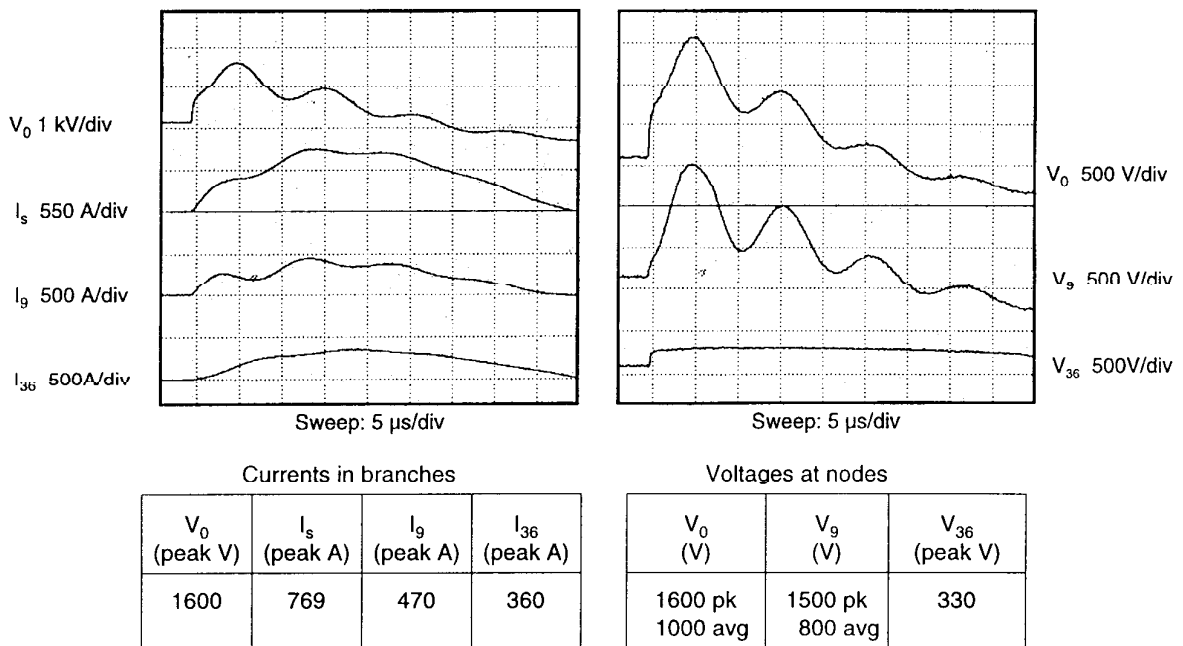 V0 1 kV/div
Is 550 A/div
I9 500 A/div
I36 500A/div
Sweep: 5 µs/div
V0 500 V/div
V9 500 V/div
V36 500V/div
Sweep: 5 µs/div
Currents in branches
V0 (peak V) Is (peak A) I9 (peak A) I36 (peak A)
1600 769 470 360
Voltages at nodes
V0 (V) V9 (V) V36 (peak V)
1600 pk 1500 pk 330
1000 avg 800 avg